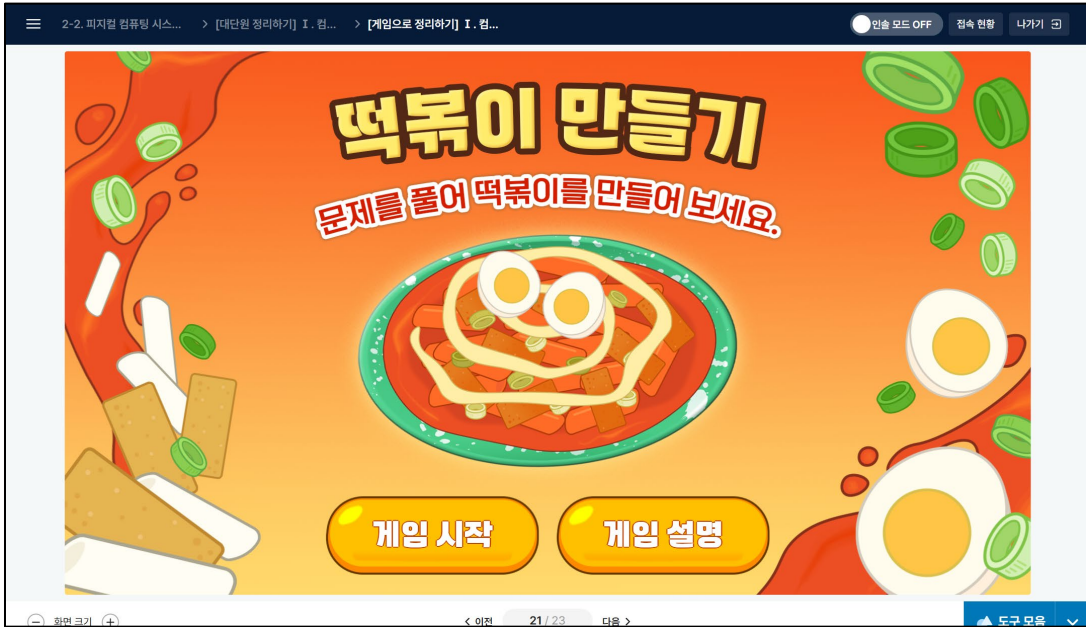 2-2. 피지컬 컴퓨팅 시스... > [대단원 정리하기] Ⅰ. 컴... > [게임으로 정리하기] Ⅰ. 컴...
인솔 모드 OFF 접속 현황 나가기
떡볶이 만들기
문제를 풀어 떡볶이를 만들어 보세요.
게임 시작 게임 설명
화면 크기 < 이전 21 / 23 다음 > 도구 모음